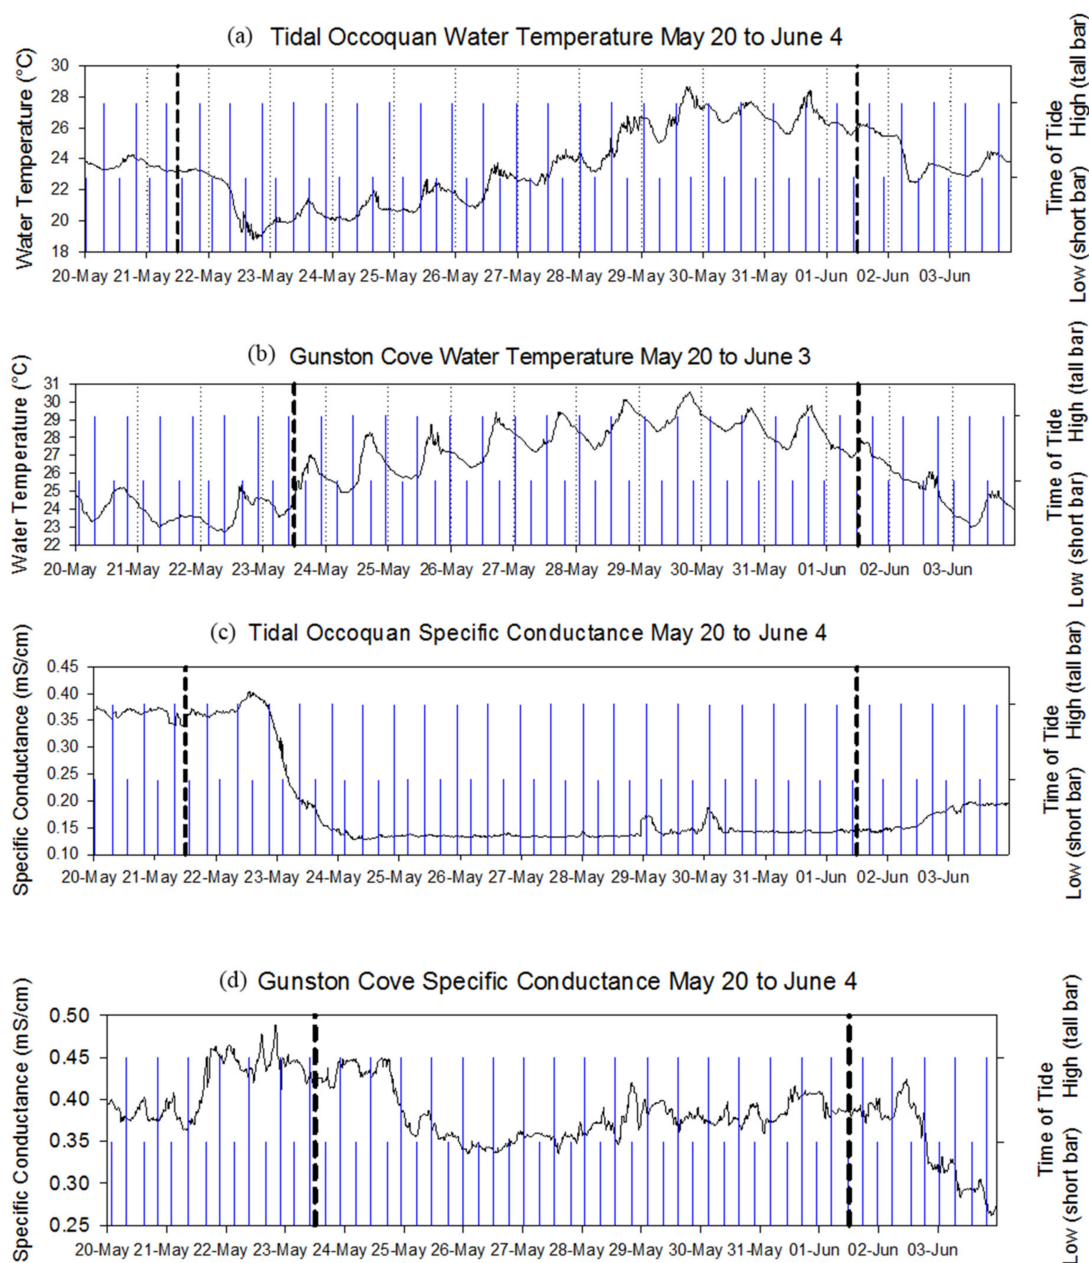 (a) Tidal Occoquan Water Temperature May 20 to June 4
Water Temperature (°C)
30
28
26
24
22
20
18
20-May 21-May 22-May 23-May 24-May 25-May 26-May 27-May 28-May 29-May 30-May 31-May 01-Jun 02-Jun 03-Jun
Time of Tide
Low (short bar) High (tall bar)
(b) Gunston Cove Water Temperature May 20 to June 3
Water Temperature (°C)
31
30
29
28
27
26
25
24
23
22
20-May 21-May 22-May 23-May 24-May 25-May 26-May 27-May 28-May 29-May 30-May 31-May 01-Jun 02-Jun 03-Jun
Time of Tide
Low (short bar) High (tall bar)
(c) Tidal Occoquan Specific Conductance May 20 to June 4
Specific Conductance (mS/cm)
0.45
0.40
0.35
0.30
0.25
0.20
0.15
0.10
20-May 21-May 22-May 23-May 24-May 25-May 26-May 27-May 28-May 29-May 30-May 31-May 01-Jun 02-Jun 03-Jun
Time of Tide
Low (short bar) High (tall bar)
(d) Gunston Cove Specific Conductance May 20 to June 4
Specific Conductance (mS/cm)
0.50
0.45
0.40
0.35
0.30
0.25
20-May 21-May 22-May 23-May 24-May 25-May 26-May 27-May 28-May 29-May 30-May 31-May 01-Jun 02-Jun 03-Jun
Time of Tide
Low (short bar) High (tall bar)